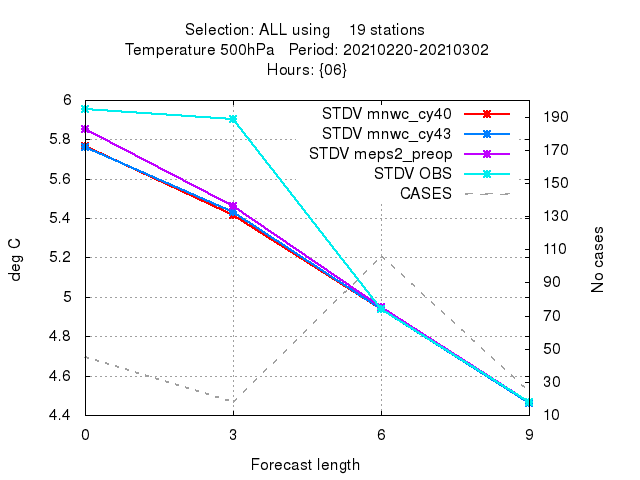 Selection: ALL using    19 stations
Temperature 500hPa   Period: 20210220-20210302
Hours: {06}
STDV mnwc_cy40
STDV mnwc_cy43
STDV meps2_preop
STDV OBS
CASES
6
5.8
5.6
5.4
5.2
5
4.8
4.6
4.4
deg C
190
170
150
130
110
90
70
50
30
10
No cases
0 3 6 9
Forecast length